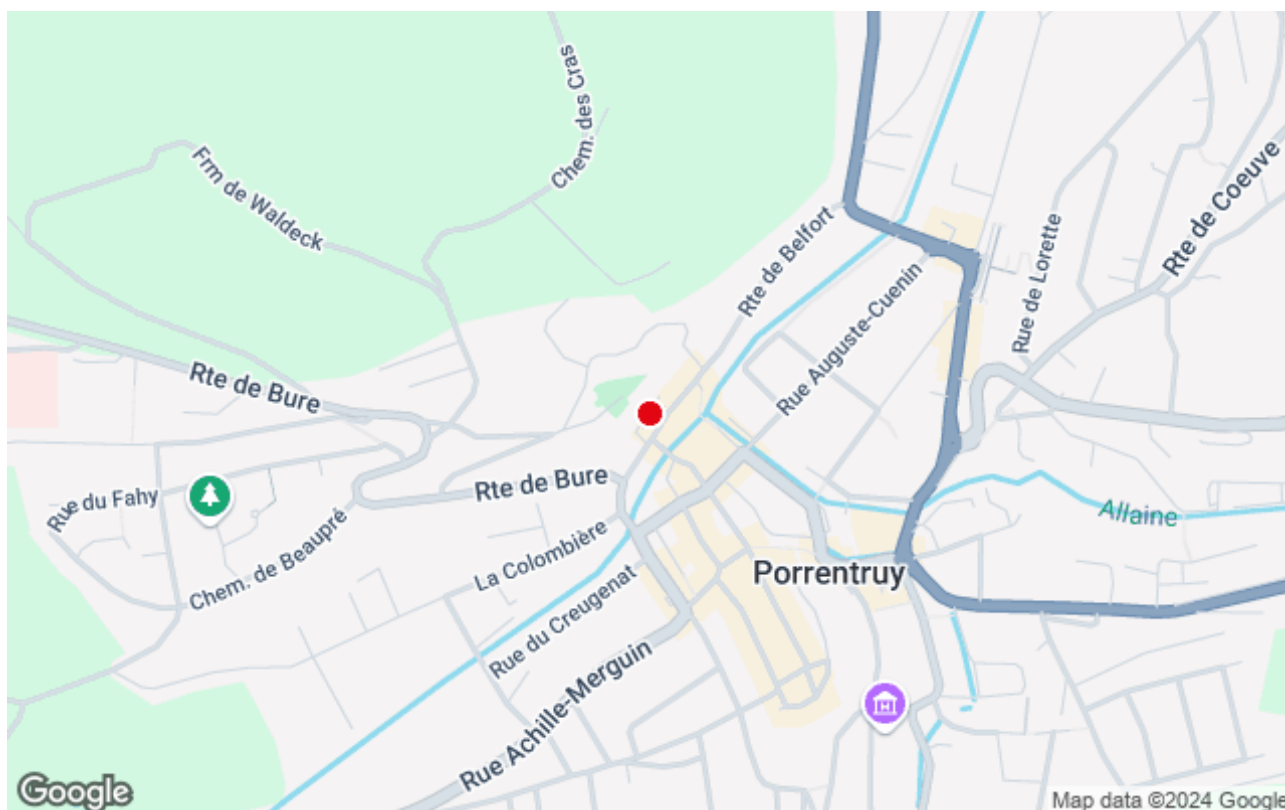 Chem. des Cras
Frm de Waldeck
Rte de Belfort
Rte de Coeuve
Rue de Lorette
Rue Auguste-Cuenin
Rte de Bure
Rte de Bure
Rue du Fahy
Allaine
Chem. de Beaupré
La Colombière
Porrentruy
Rue du Creugenat
Rue Achille-Merguin
H
Google
Map data ©2024 Google